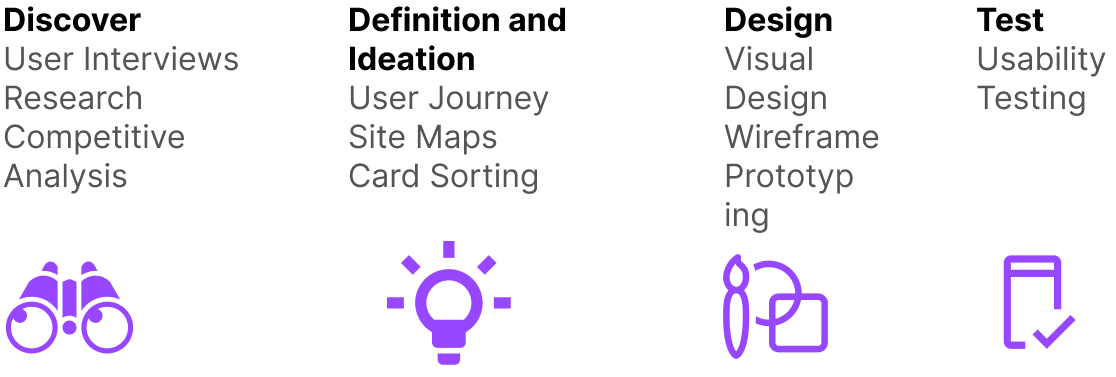 Discover
User Interviews
Research
Competitive
Analysis
Definition and
Ideation
User Journey
Site Maps
Card Sorting
Design
Visual
Design
Wireframe
Prototyp
ing
Test
Usability
Testing